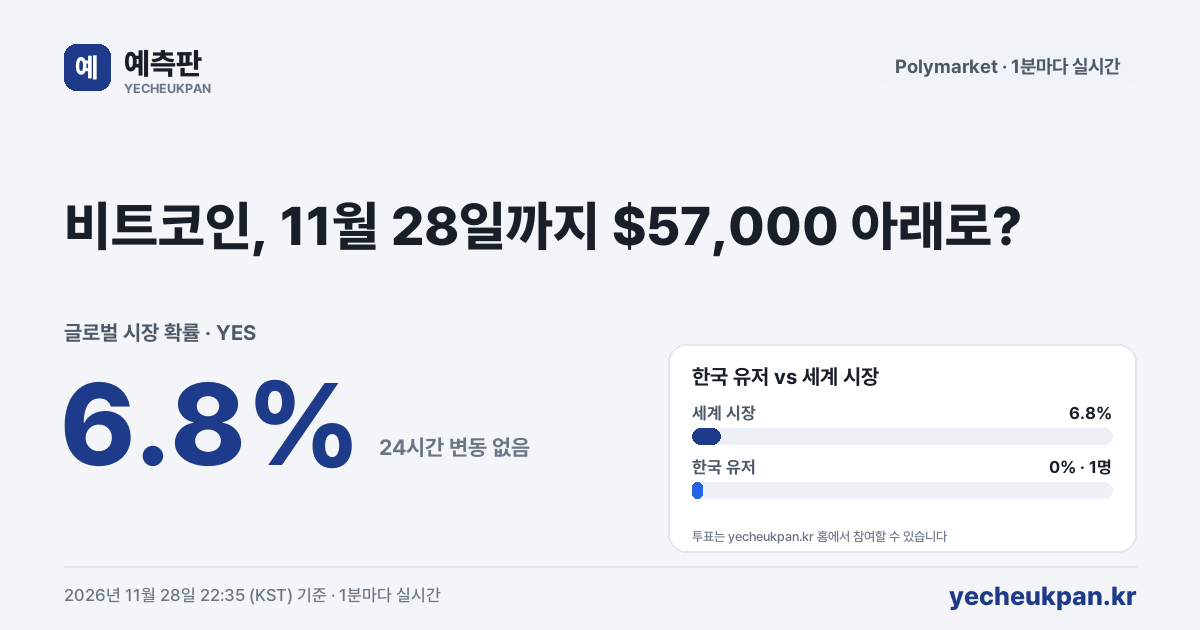 예
예측판
YECHEUKPAN
Polymarket · 1분마다 실시간
비트코인, 11월 28일까지 $57,000 아래로?
글로벌 시장 확률 · YES
6.8%
24시간 변동 없음
한국 유저 vs 세계 시장
세계 시장 6.8%
한국 유저 0% · 1명
투표는 yecheukpan.kr 홈에서 참여할 수 있습니다
2026년 11월 28일 22:35 (KST) 기준 · 1분마다 실시간
yecheukpan.kr